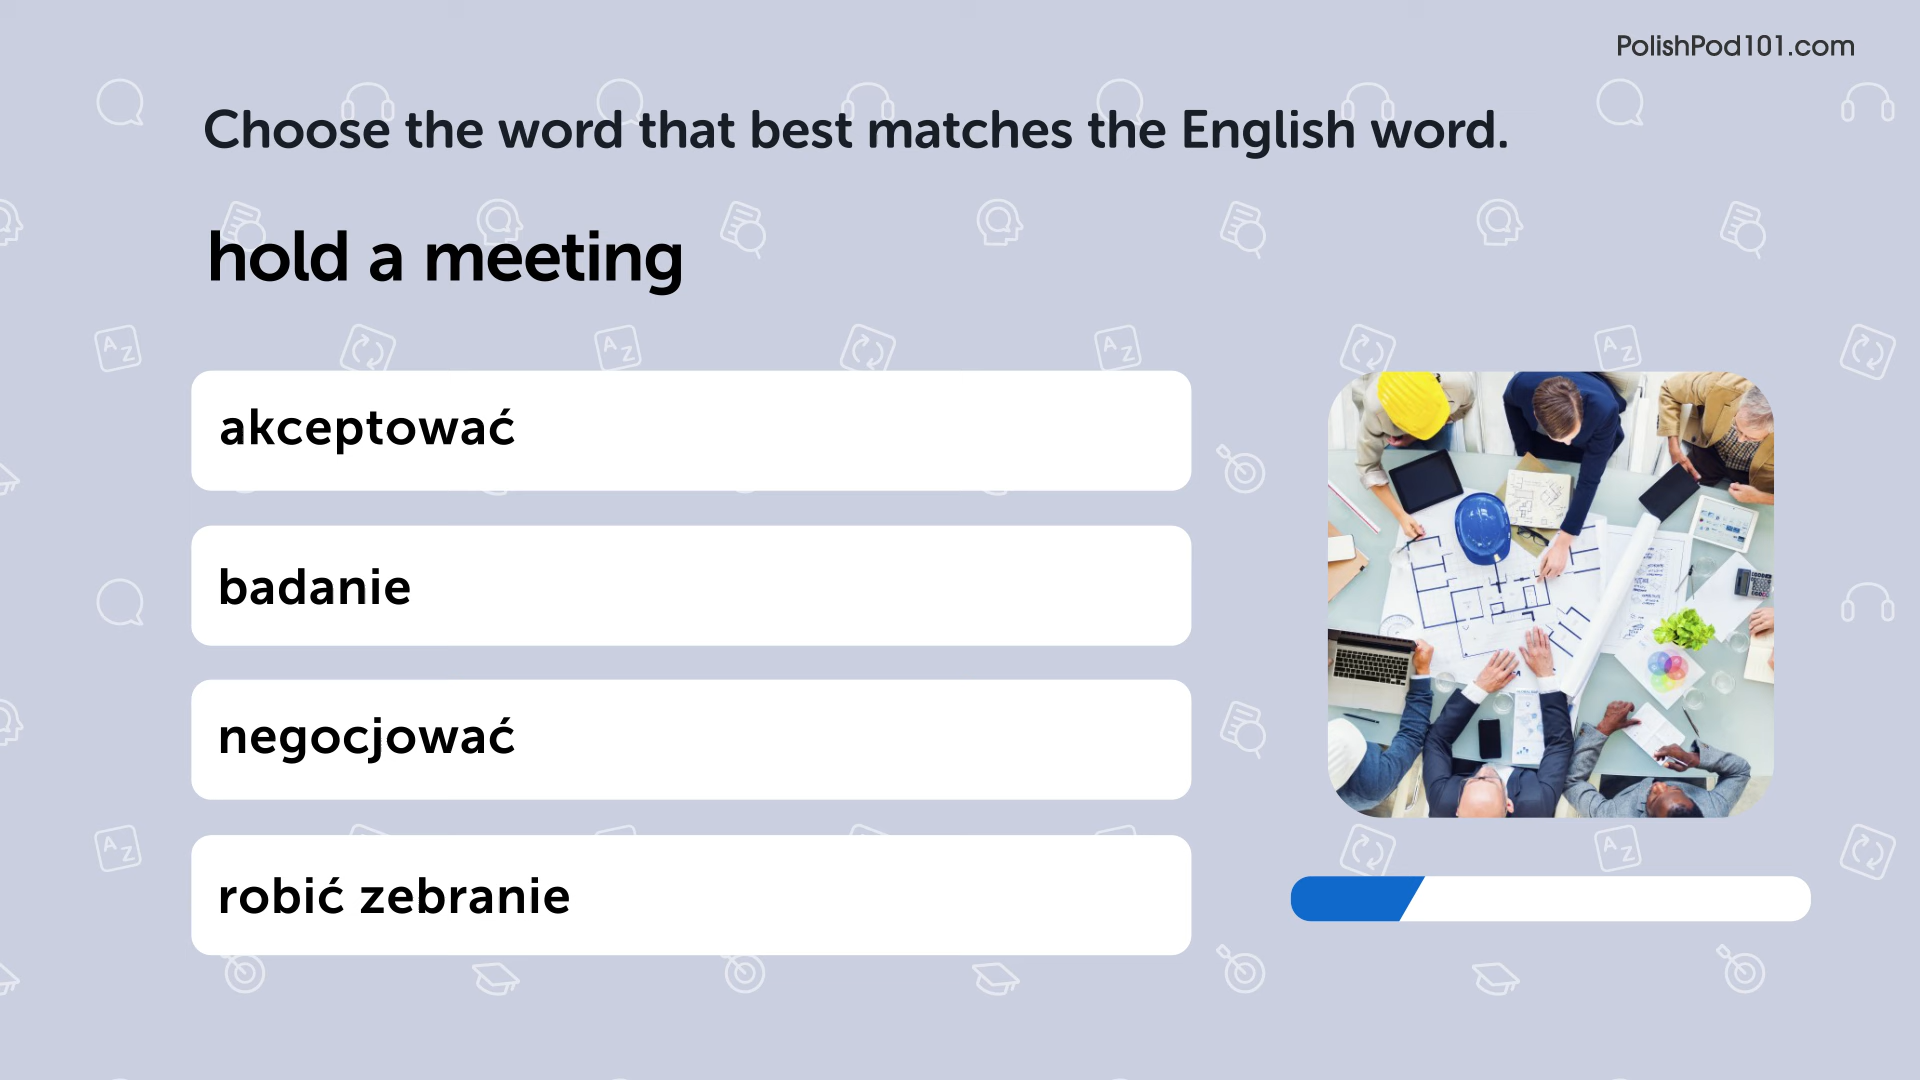 PolishPod101.com
Choose the word that best matches the English word.
hold a meeting
akceptować
badanie
negocjować
robić zebranie